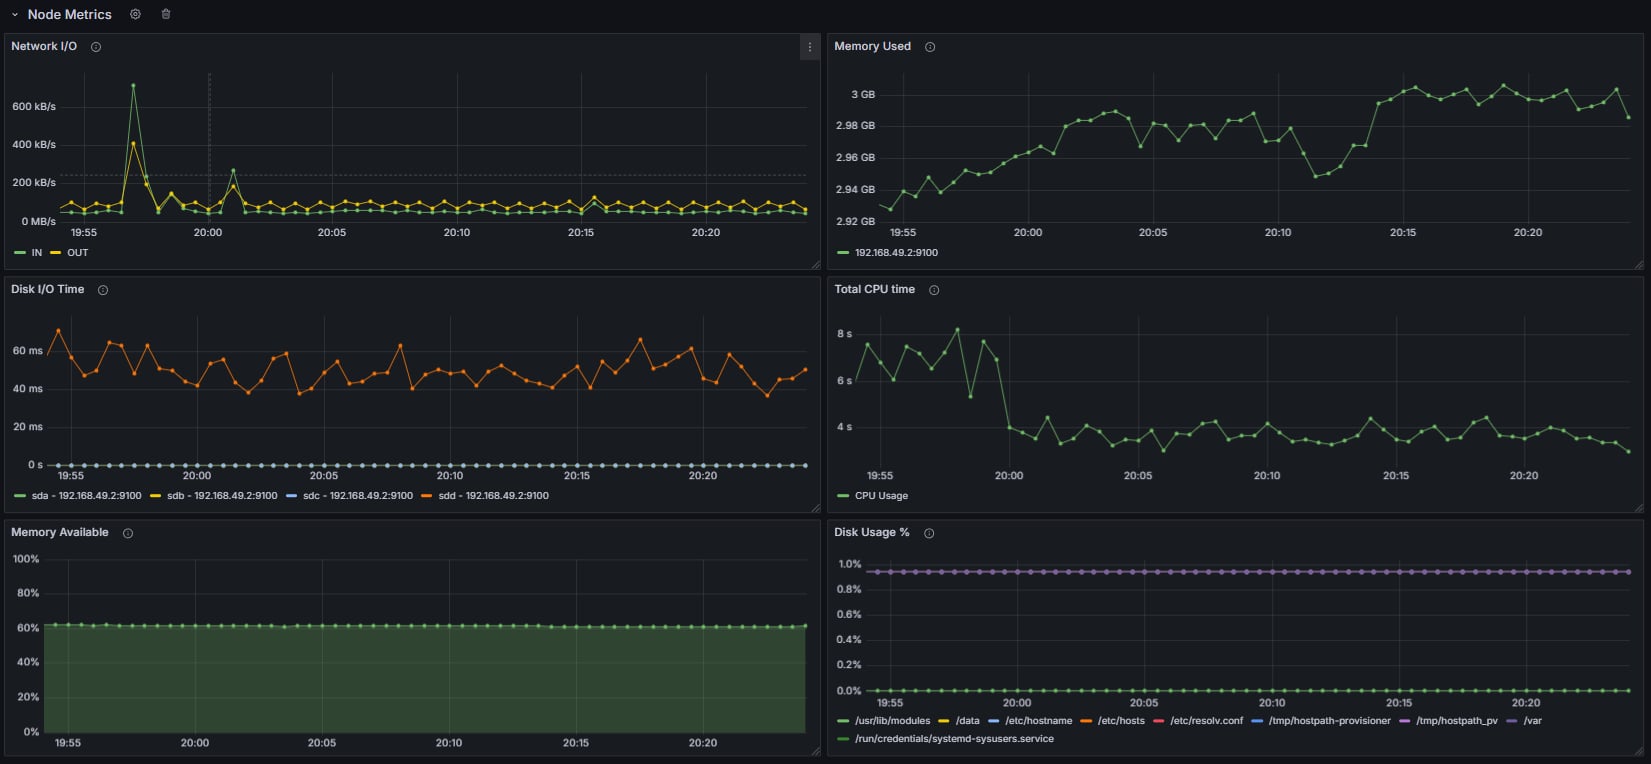 Node Metrics
Network I/O
600 kB/s
400 kB/s
200 kB/s
0 MB/s
19:55 20:00 20:05 20:10 20:15 20:20
IN OUT
Memory Used
3 GB
2.98 GB
2.96 GB
2.94 GB
2.92 GB
19:55 20:00 20:05 20:10 20:15 20:20
192.168.49.2:9100
Disk I/O Time
60 ms
40 ms
20 ms
0 s
19:55 20:00 20:05 20:10 20:15 20:20
sda - 192.168.49.2:9100 sdb - 192.168.49.2:9100 sdc - 192.168.49.2:9100 sdd - 192.168.49.2:9100
Total CPU time
8 s
6 s
4 s
19:55 20:00 20:05 20:10 20:15 20:20
CPU Usage
Memory Available
100%
80%
60%
40%
20%
0%
19:55 20:00 20:05 20:10 20:15 20:20
Disk Usage %
1.0%
0.8%
0.6%
0.4%
0.2%
0.0%
19:55 20:00 20:05 20:10 20:15 20:20
/usr/lib/modules /data /etc/hostname /etc/hosts /etc/resolv.conf /tmp/hostpath-provisioner /tmp/hostpath_pv /var
/run/credentials/systemd-sysusers.service